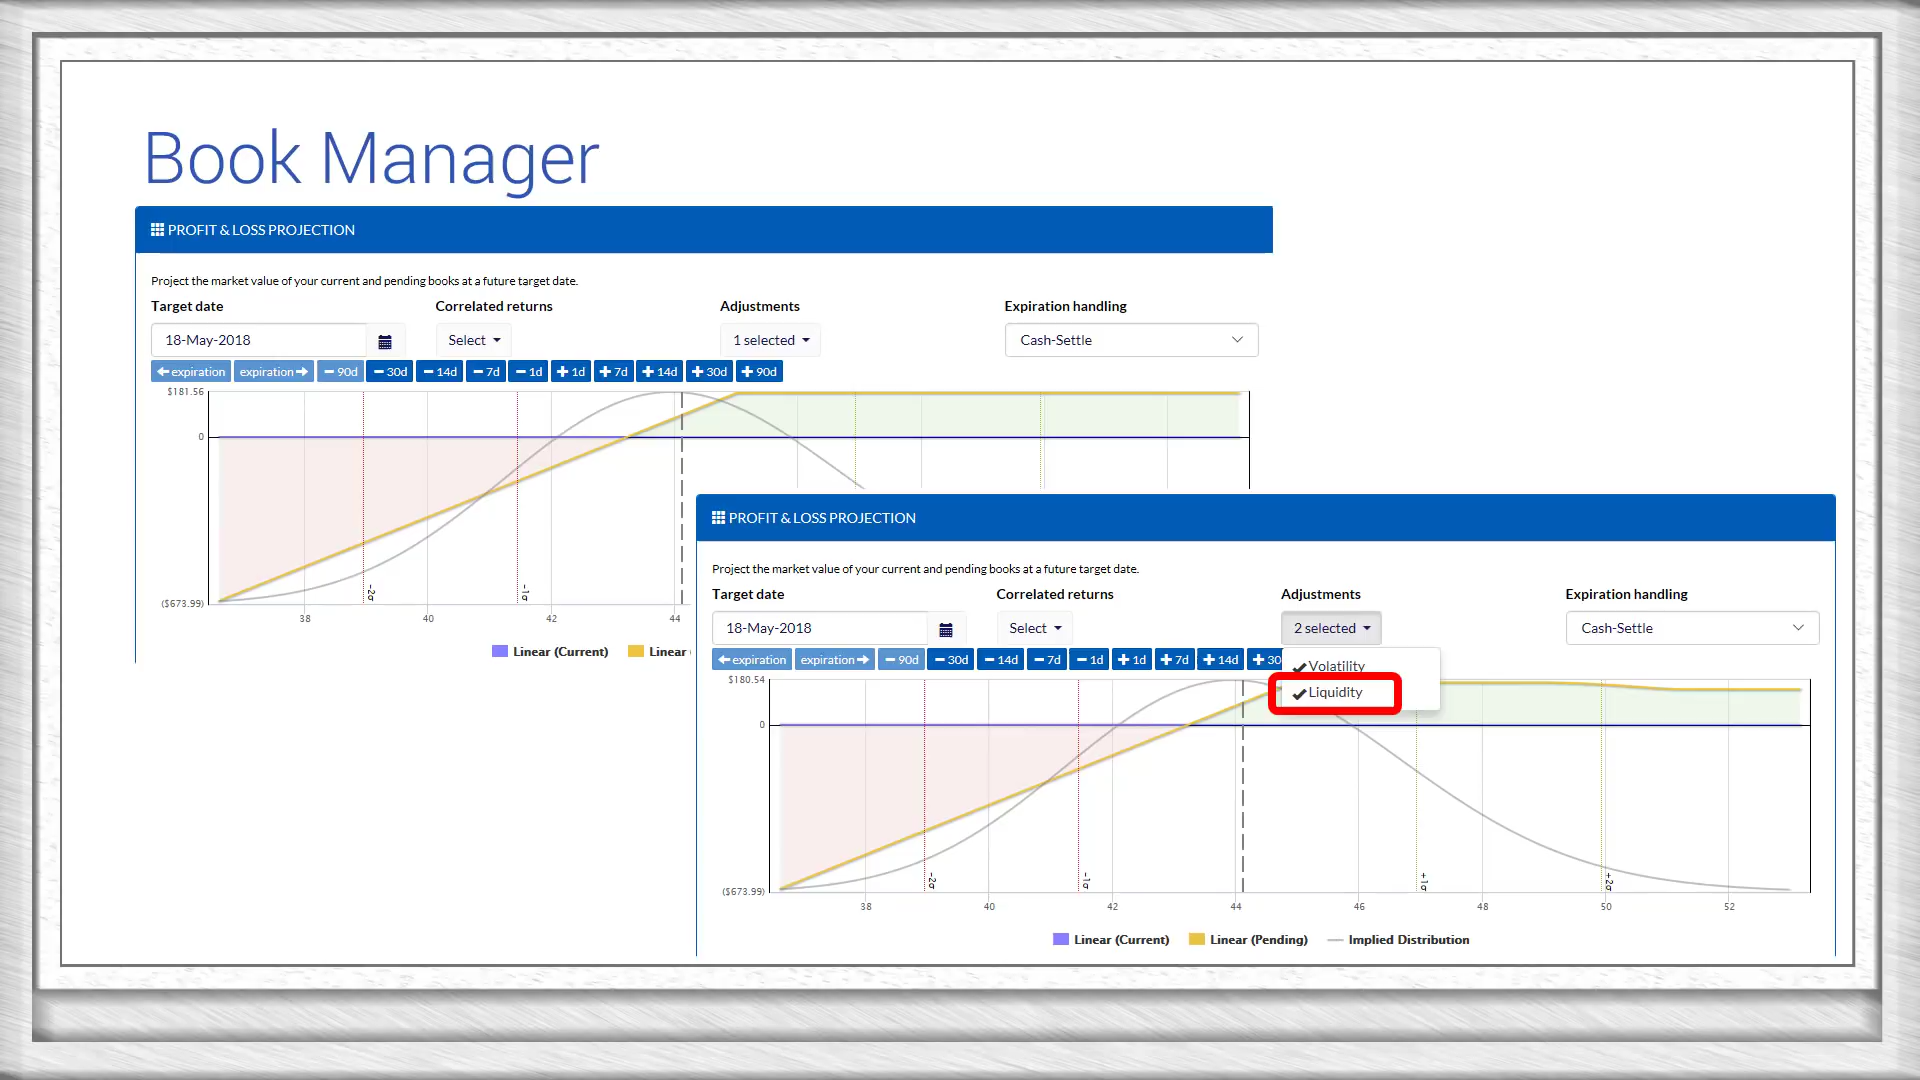 Book Manager
PROFIT & LOSS PROJECTION
Project the market value of your current and pending books at a future target date.
Target date Correlated returns Adjustments Expiration handling
18-May-2018 Select 1 selected Cash-Settle
expiration expiration - 90d - 30d - 14d - 7d - 1d + 1d + 7d + 14d + 30d + 90d
$181.56
0
($673.99)
-2σ -1σ
38 40 42 44
Linear (Current) Linear
PROFIT & LOSS PROJECTION
Project the market value of your current and pending books at a future target date.
Target date Correlated returns Adjustments Expiration handling
18-May-2018 Select 2 selected Cash-Settle
expiration expiration - 90d - 30d - 14d - 7d - 1d + 1d + 7d + 14d + 30
Volatility
Liquidity
$180.54
0
($673.99)
-2σ -1σ +1σ +2σ
38 40 42 44 46 48 50 52
Linear (Current) Linear (Pending) Implied Distribution